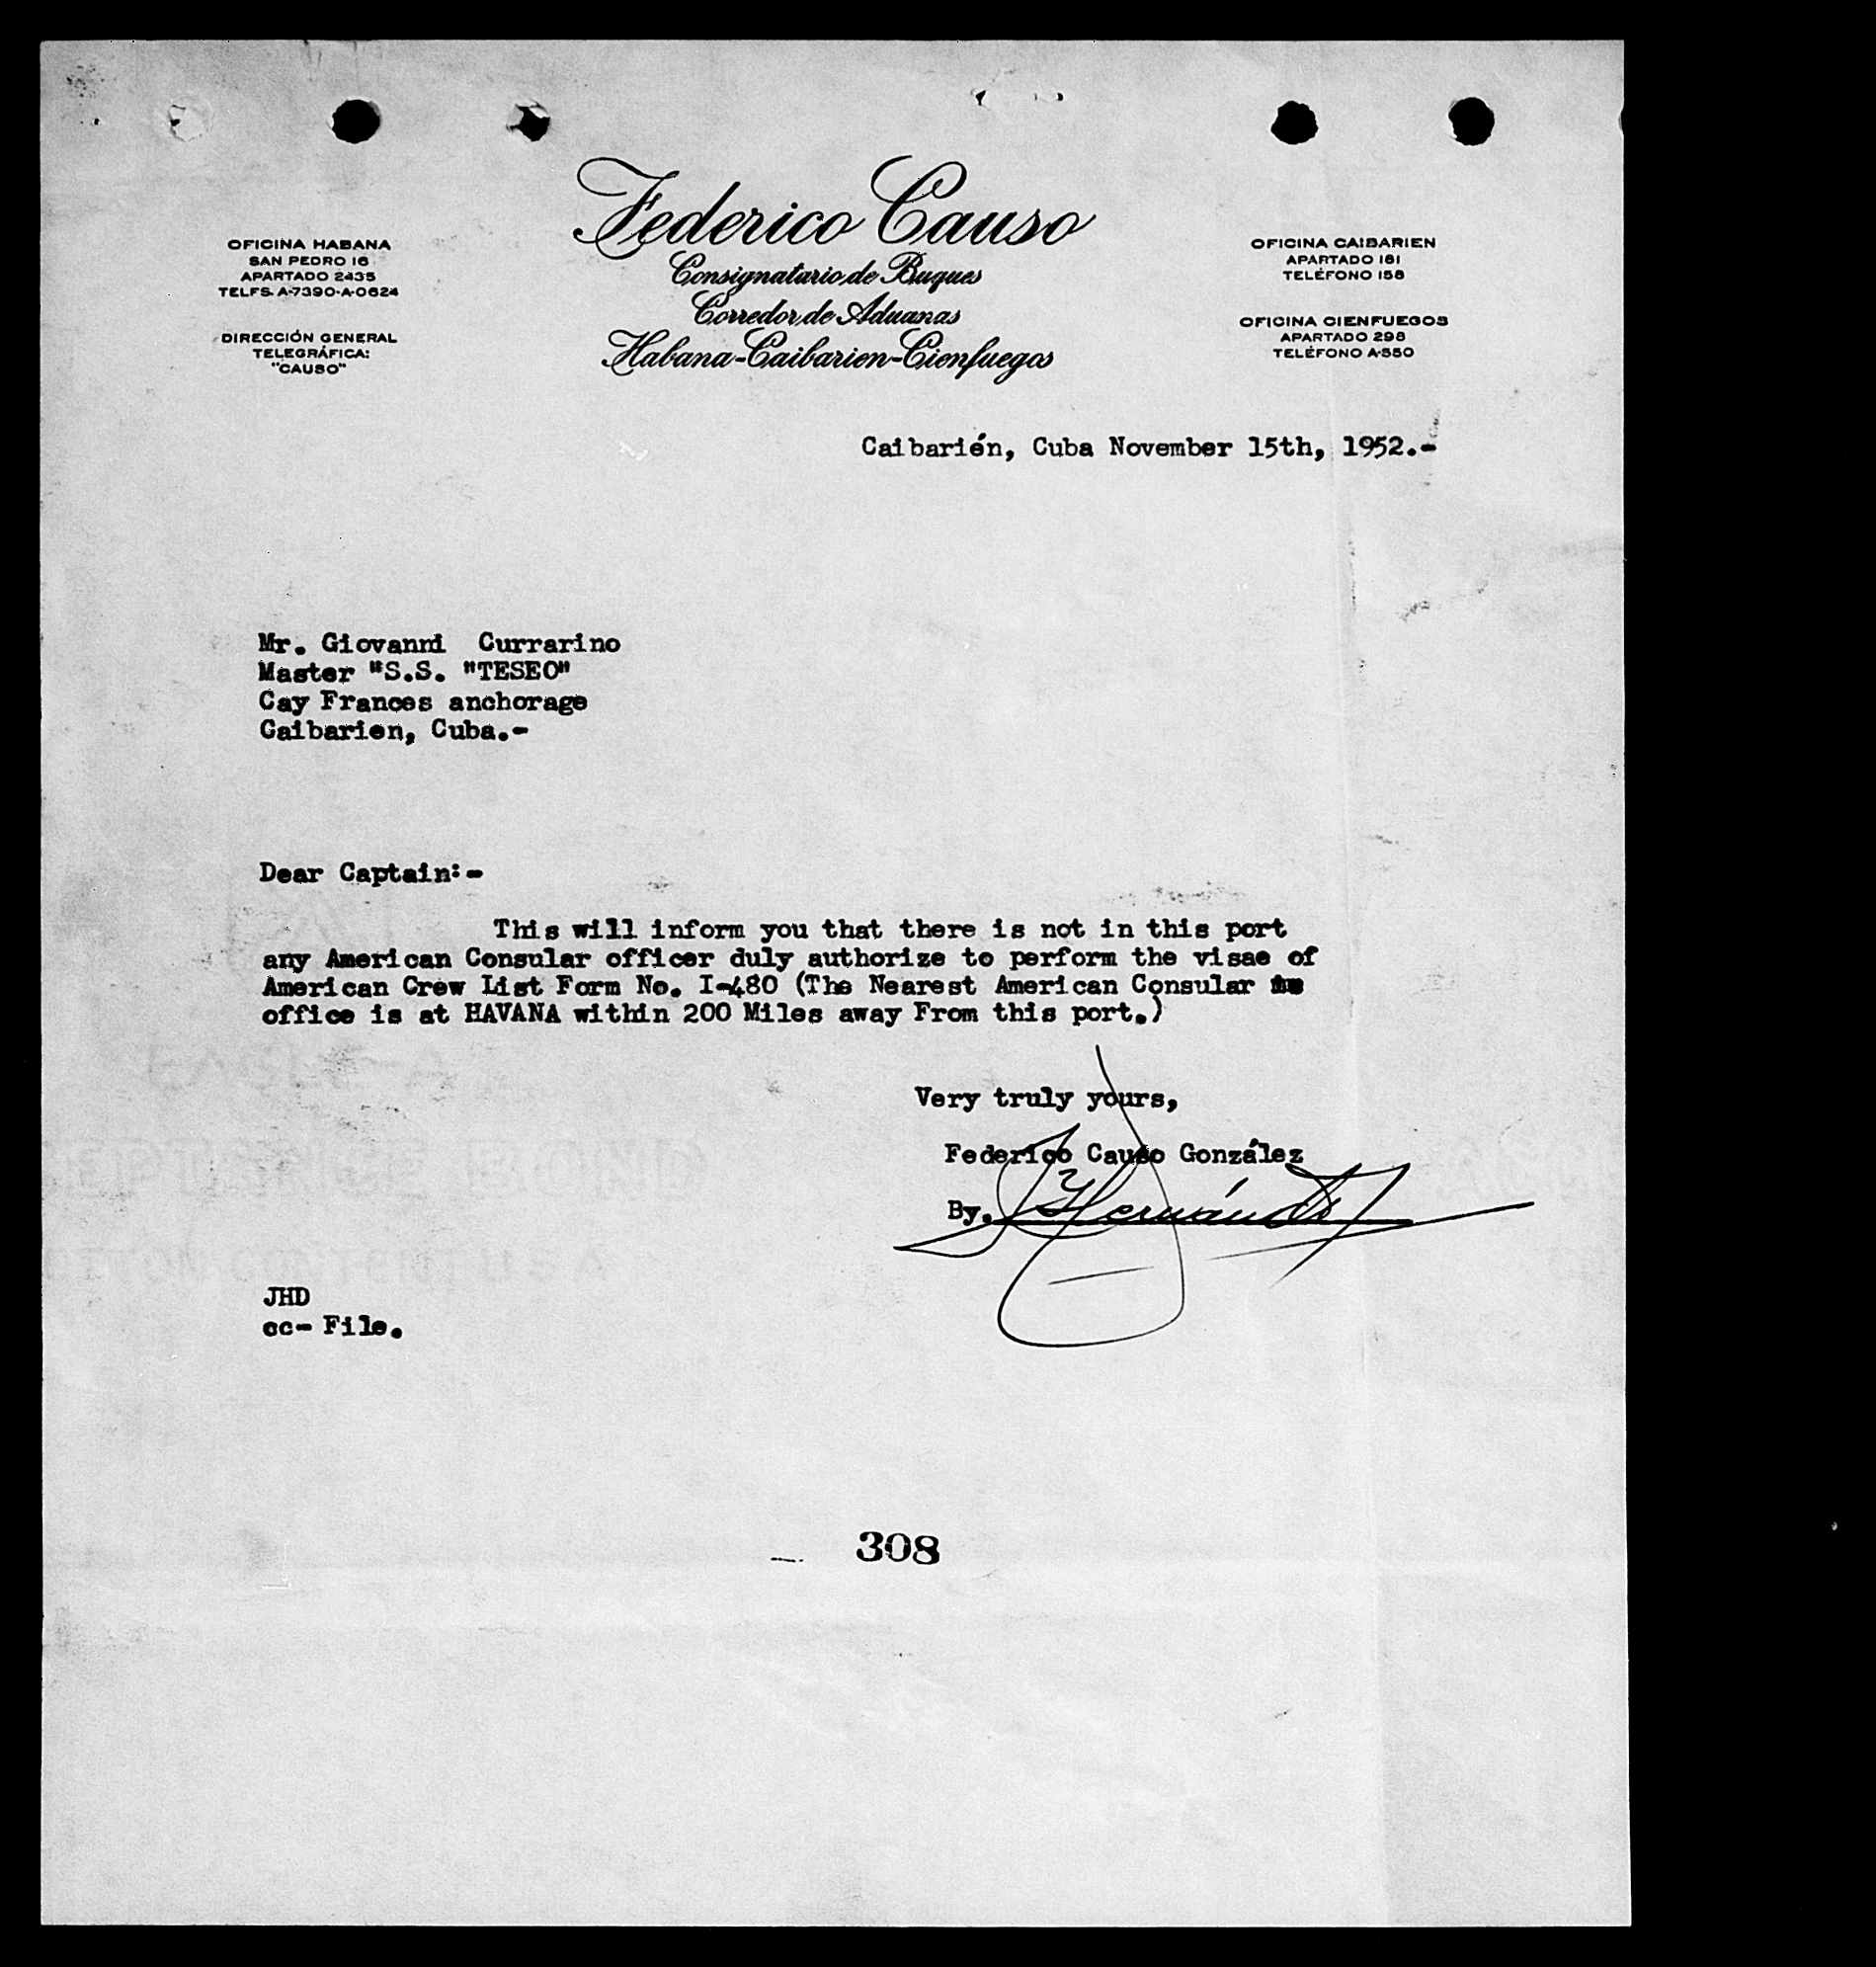 Federico Causo
Consignatario de Buques
Corredor de Aduanas
Habana-Caibarien-Cienfuegos
OFICINA HABANA
SAN PEDRO 16
APARTADO 2435
TELFS. A-7390-A-0624
DIRECCIÓN GENERAL
TELEGRÁFICA:
"CAUSO"
OFICINA CAIBARIEN
APARTADO 181
TELÉFONO 158
OFICINA CIENFUEGOS
APARTADO 298
TELÉFONO A-550
Caibarién, Cuba November 15th, 1952.-
Mr. Giovanni Currarino
Master "S.S. "TESEO"
Cay Frances anchorage
Caibarien, Cuba.-
Dear Captain:-
This will inform you that there is not in this port
any American Consular officer duly authorize to perform the visae of
American Crew List Form No. I-480 (The Nearest American Consular
office is at HAVANA within 200 Miles away From this port.)
Very truly yours,
Federico Causo González
By. Hernández
JHD
cc- File.
308